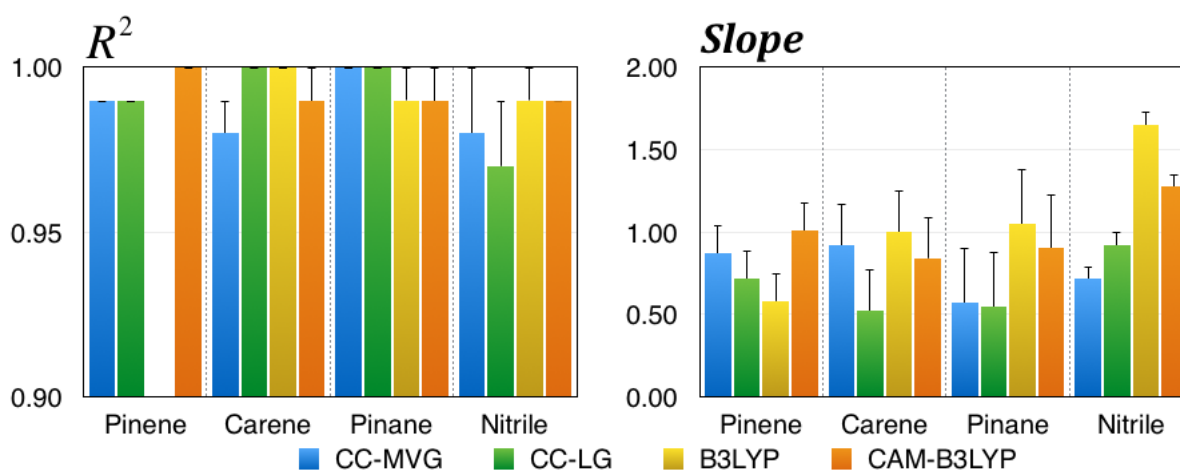 R²
Slope
1.00
0.95
0.90
Pinene Carene Pinane Nitrile
2.00
1.50
1.00
0.50
0.00
Pinene Carene Pinane Nitrile
CC-MVG CC-LG B3LYP CAM-B3LYP